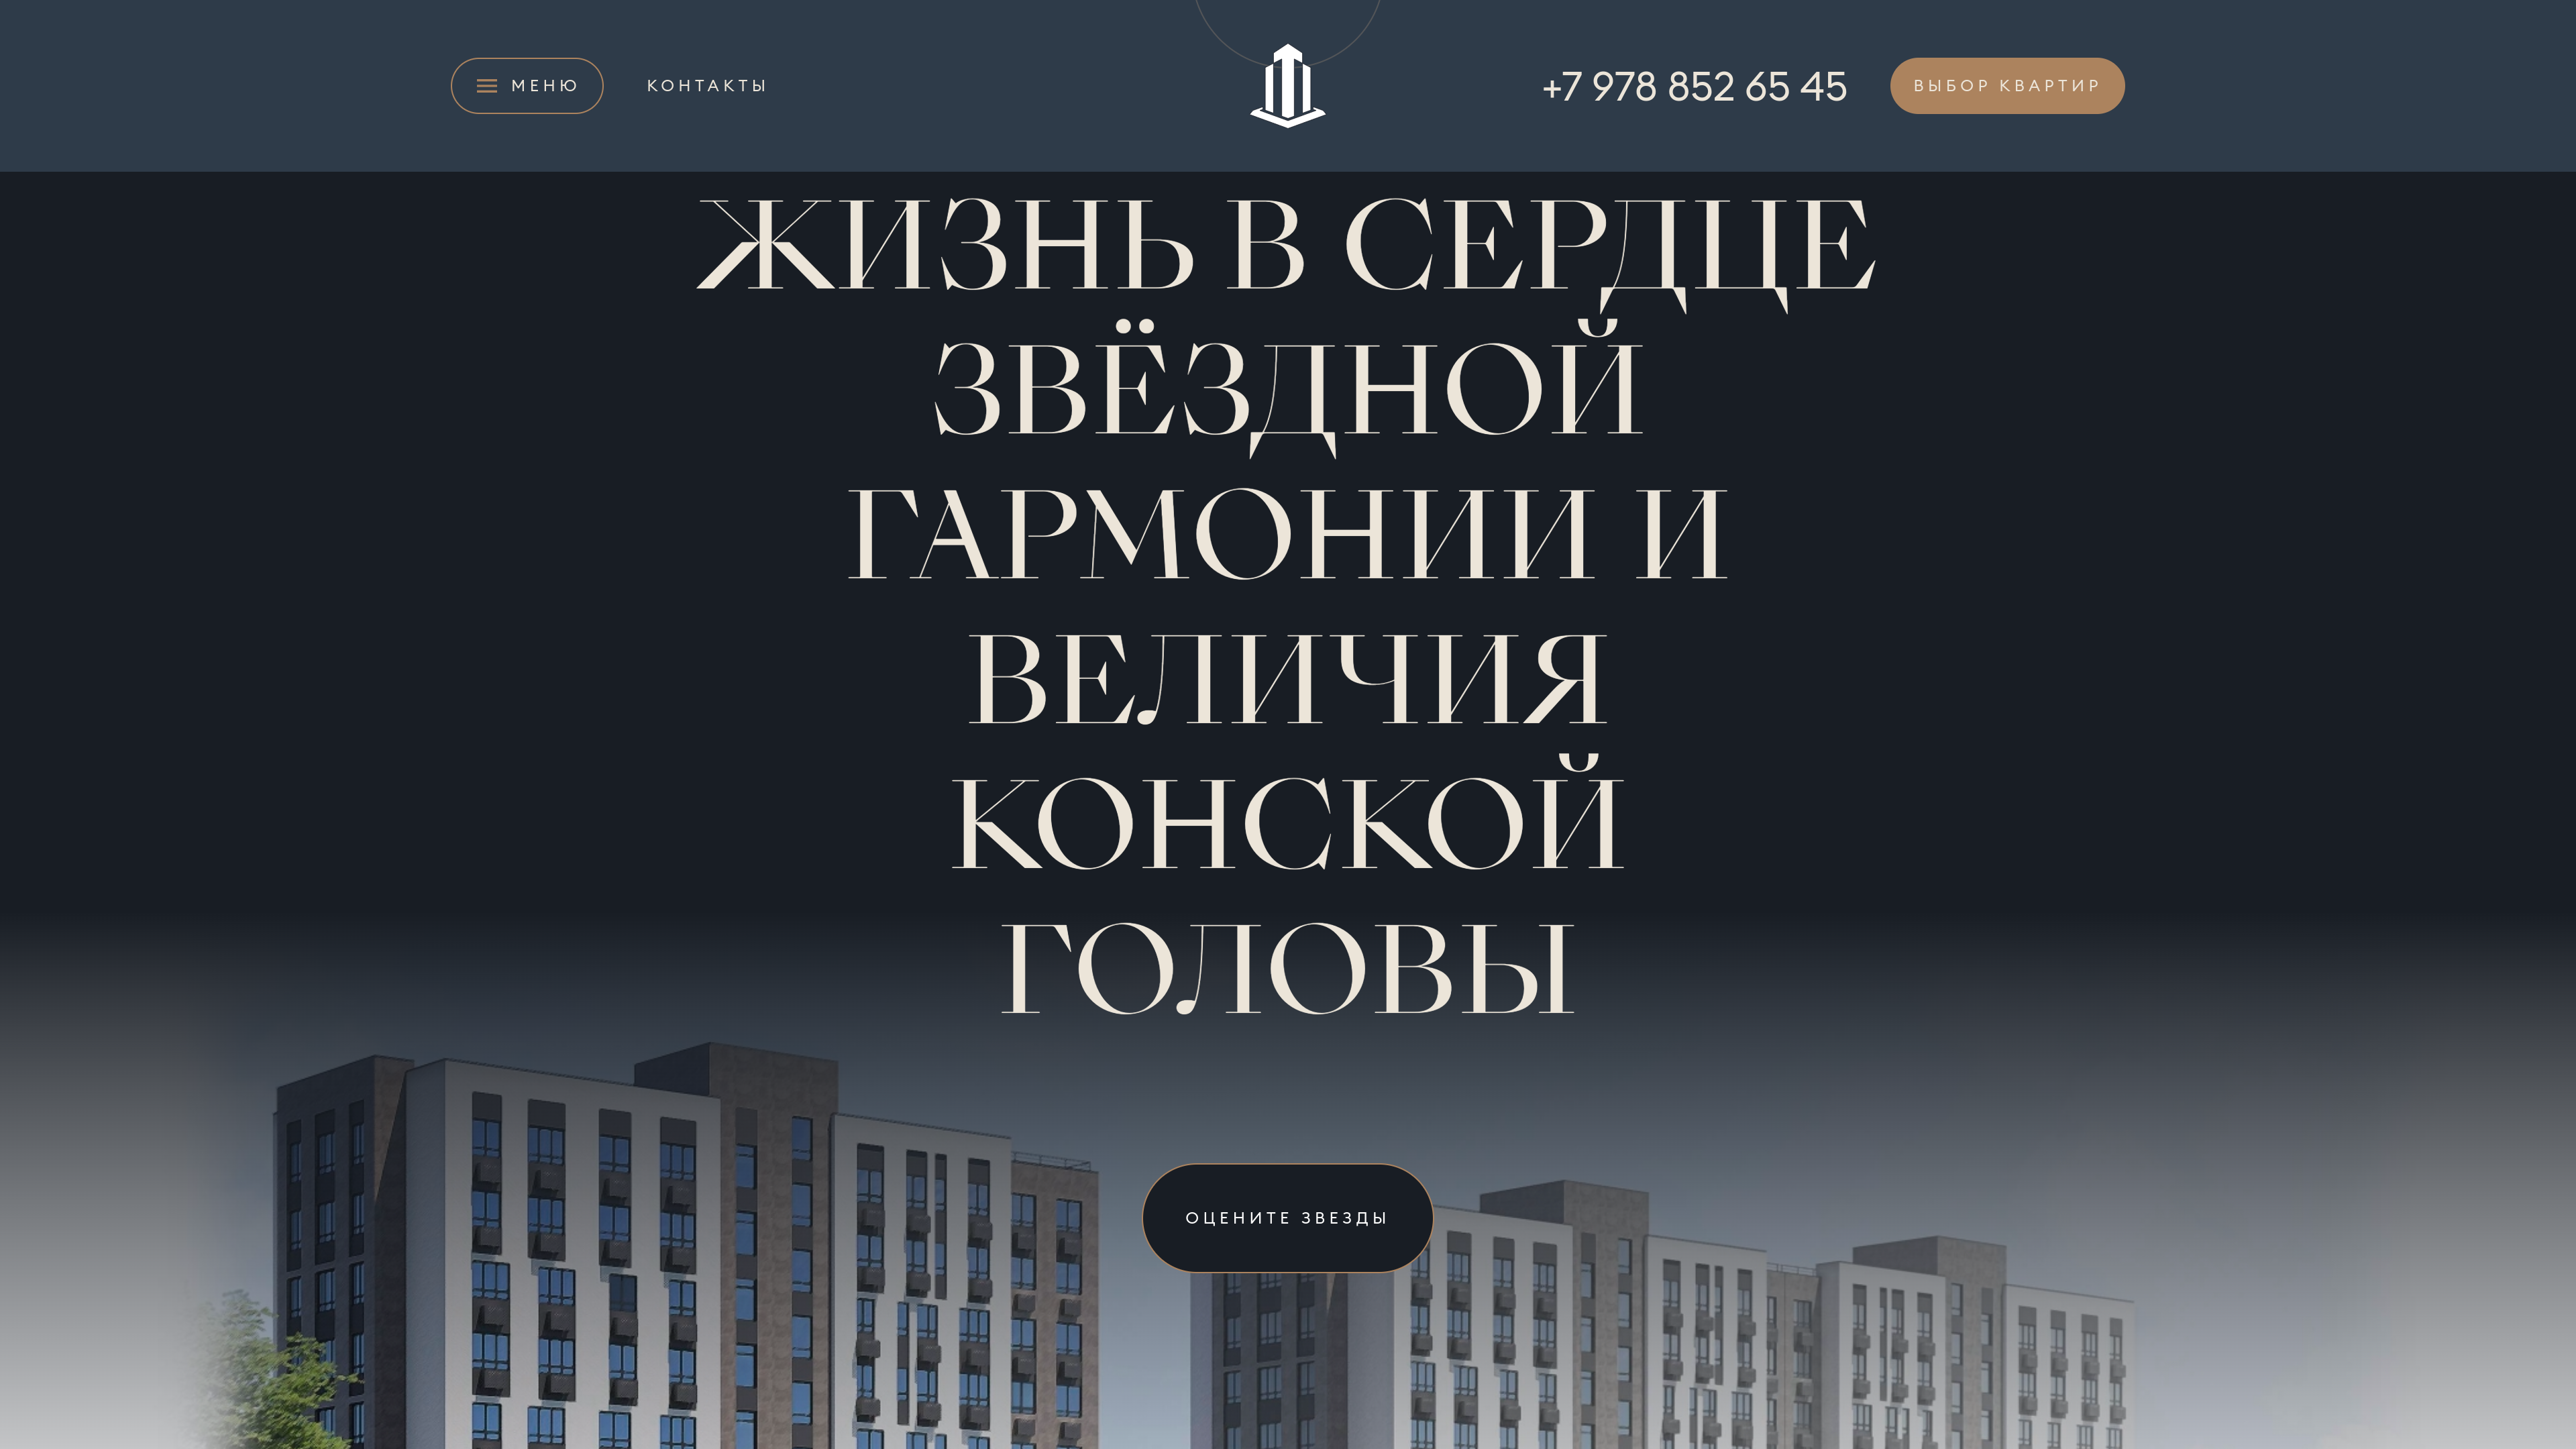 МЕНЮ
КОНТАКТЫ
+7 978 852 65 45
ВЫБОР КВАРТИР
ЖИЗНЬ В СЕРДЦЕ
ЗВЁЗДНОЙ
ГАРМОНИИ И
ВЕЛИЧИЯ
КОНСКОЙ
ГОЛОВЫ
ОЦЕНИТЕ ЗВЕЗДЫ